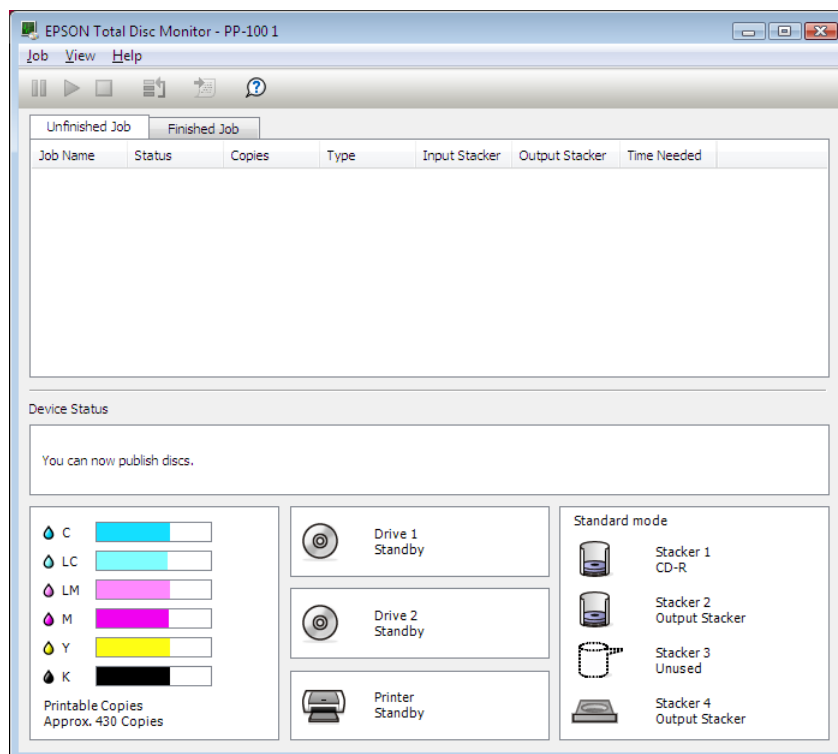 EPSON Total Disc Monitor - PP-100 1
Job View Help
Unfinished Job Finished Job
Job Name Status Copies Type Input Stacker Output Stacker Time Needed
Device Status
You can now publish discs.
C
LC
LM
M
Y
K
Printable Copies
Approx. 430 Copies
Drive 1
Standby
Drive 2
Standby
Printer
Standby
Standard mode
Stacker 1
CD-R
Stacker 2
Output Stacker
Stacker 3
Unused
Stacker 4
Output Stacker